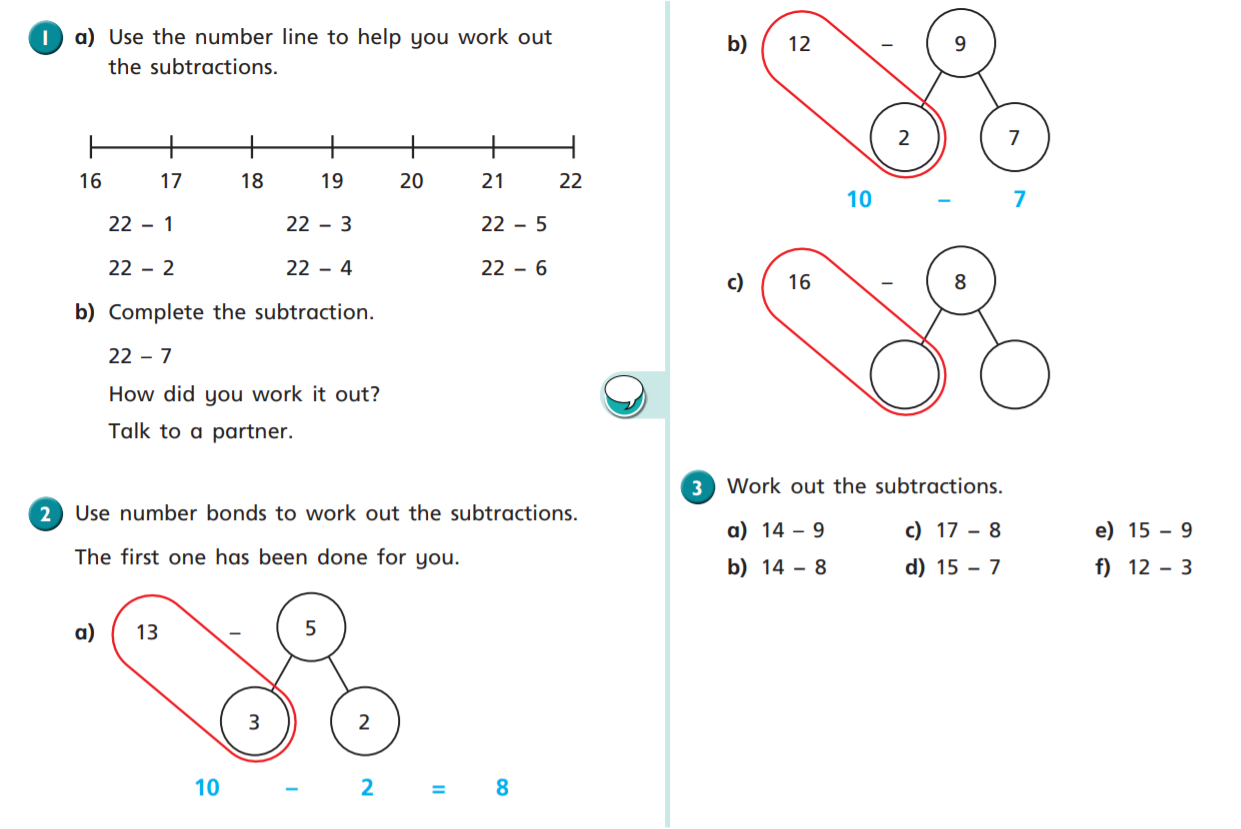 1 a) Use the number line to help you work out
the subtractions.
16 17 18 19 20 21 22
22 – 1 22 – 3 22 – 5
22 – 2 22 – 4 22 – 6
b) Complete the subtraction.
22 – 7
How did you work it out?
Talk to a partner.
2 Use number bonds to work out the subtractions.
The first one has been done for you.
a) 13 – 5
3 2
10 – 2 = 8
b) 12 – 9
2 7
10 – 7
c) 16 – 8
3 Work out the subtractions.
a) 14 – 9 c) 17 – 8 e) 15 – 9
b) 14 – 8 d) 15 – 7 f) 12 – 3